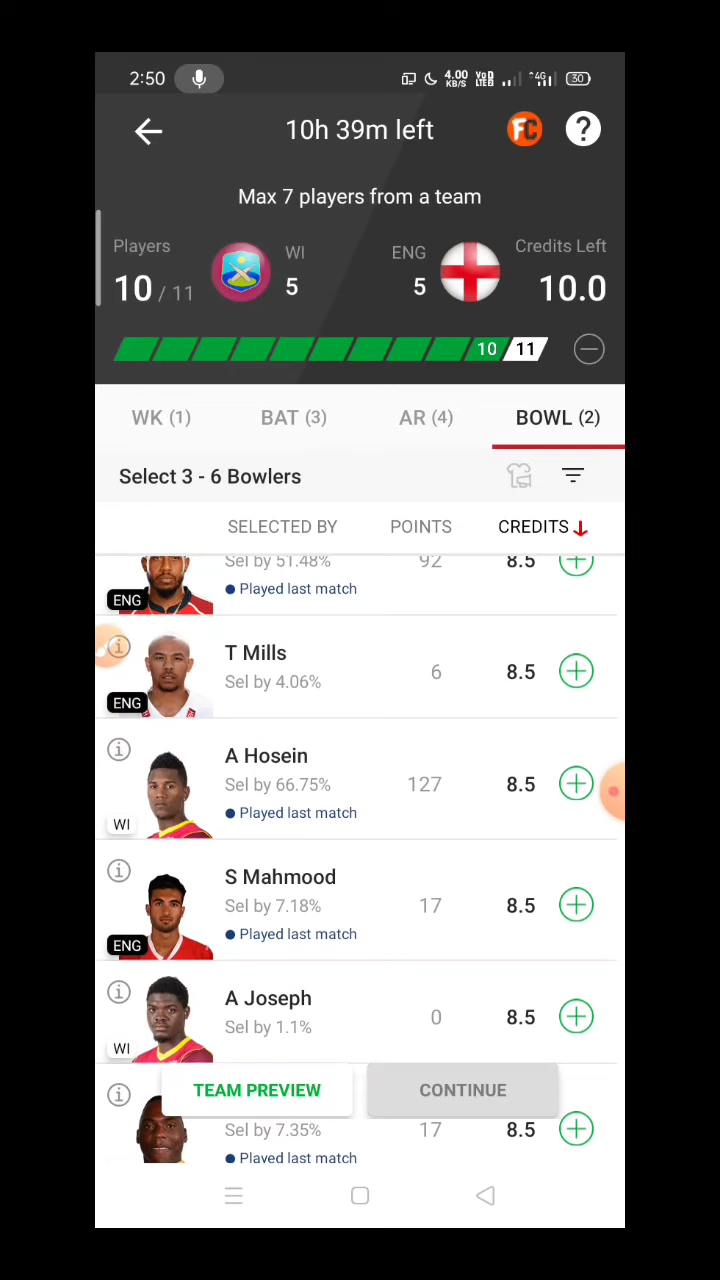 2:50 4.00 KB/S VoD LTE2 4G 30
10h 39m left FC ?
Max 7 players from a team
Players WI ENG Credits Left
10 / 11 5 5 10.0
10 11
WK (1) BAT (3) AR (4) BOWL (2)
Select 3 - 6 Bowlers
SELECTED BY POINTS CREDITS
Sel by 51.48% 92 8.5
ENG Played last match
T Mills
Sel by 4.06% 6 8.5
ENG
A Hosein
Sel by 66.75% 127 8.5
WI Played last match
S Mahmood
Sel by 7.18% 17 8.5
ENG Played last match
A Joseph
Sel by 1.1% 0 8.5
WI
TEAM PREVIEW CONTINUE
Sel by 7.35% 17 8.5
Played last match